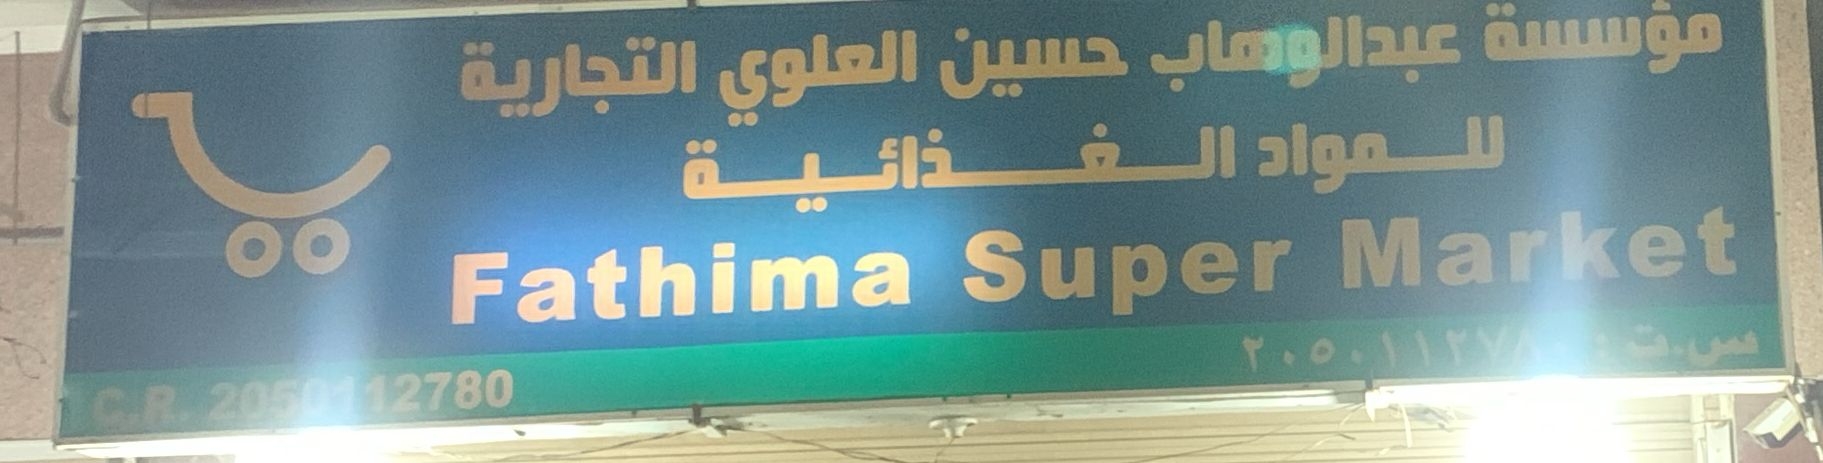 مؤسسة عبدالوهاب حسين العلوي التجارية
للمواد الغذائية
Fathima Super Market
س.ت : ٢٠٥٠١١٢٧٨٠
C.R. 2050112780